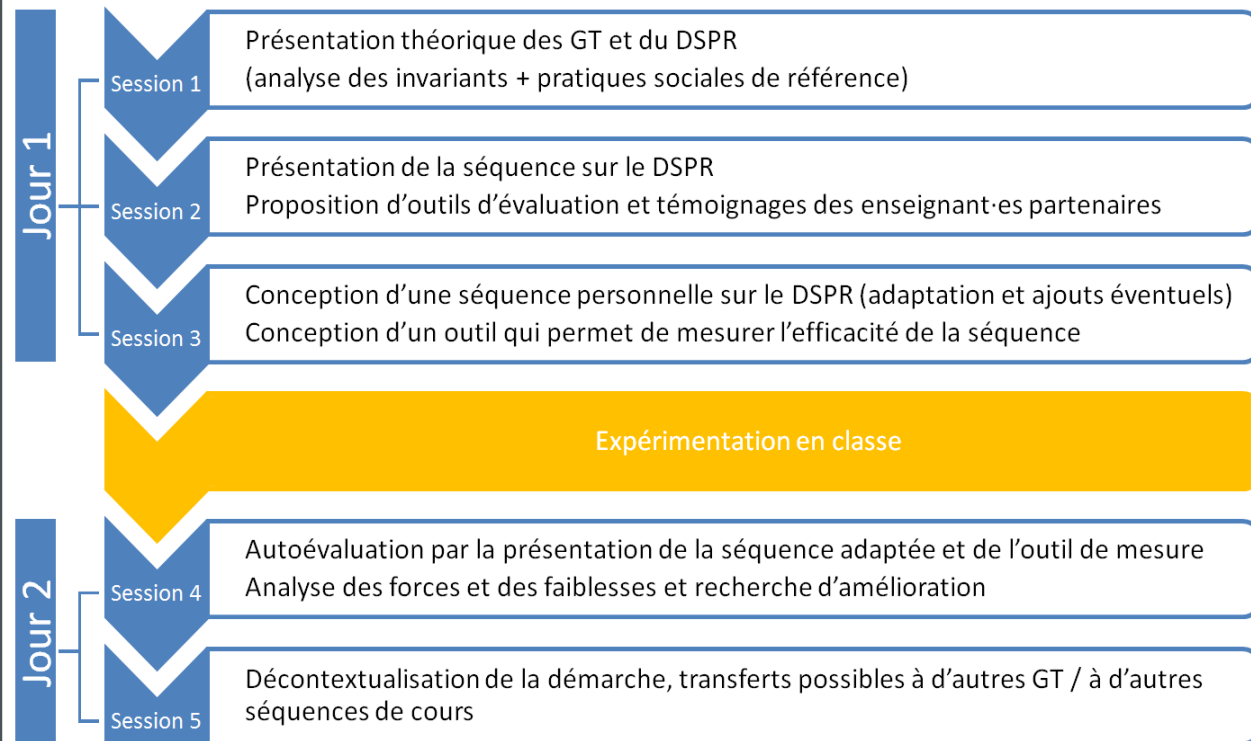 Jour 1
Session 1
Présentation théorique des GT et du DSPR
(analyse des invariants + pratiques sociales de référence)
Session 2
Présentation de la séquence sur le DSPR
Proposition d’outils d’évaluation et témoignages des enseignant·es partenaires
Session 3
Conception d’une séquence personnelle sur le DSPR (adaptation et ajouts éventuels)
Conception d’un outil qui permet de mesurer l’efficacité de la séquence
Expérimentation en classe
Jour 2
Session 4
Autoévaluation par la présentation de la séquence adaptée et de l’outil de mesure
Analyse des forces et des faiblesses et recherche d’amélioration
Session 5
Décontextualisation de la démarche, transferts possibles à d’autres GT / à d’autres
séquences de cours